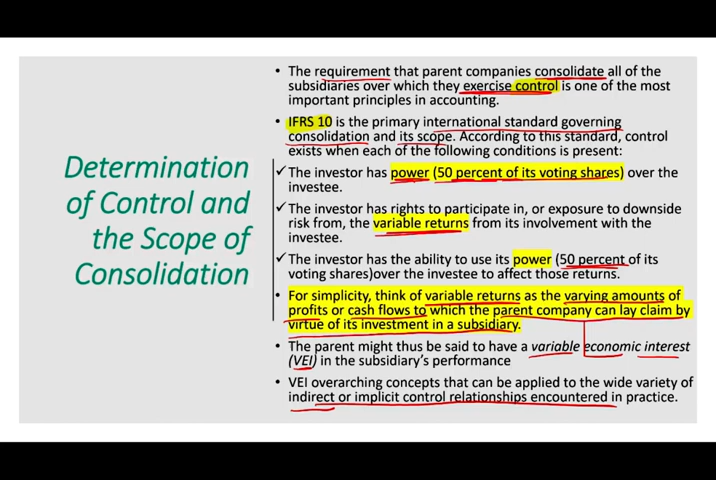 Determination
of Control and
the Scope of
Consolidation
• The requirement that parent companies consolidate all of the
subsidiaries over which they exercise control is one of the most
important principles in accounting.
• IFRS 10 is the primary international standard governing
consolidation and its scope. According to this standard, control
exists when each of the following conditions is present:
✓ The investor has power (50 percent of its voting shares) over the
investee.
✓ The investor has rights to participate in, or exposure to downside
risk from, the variable returns from its involvement with the
investee.
✓ The investor has the ability to use its power (50 percent of its
voting shares)over the investee to affect those returns.
• For simplicity, think of variable returns as the varying amounts of
profits or cash flows to which the parent company can lay claim by
virtue of its investment in a subsidiary.
• The parent might thus be said to have a variable economic interest
(VEI) in the subsidiary's performance
• VEI overarching concepts that can be applied to the wide variety of
indirect or implicit control relationships encountered in practice.